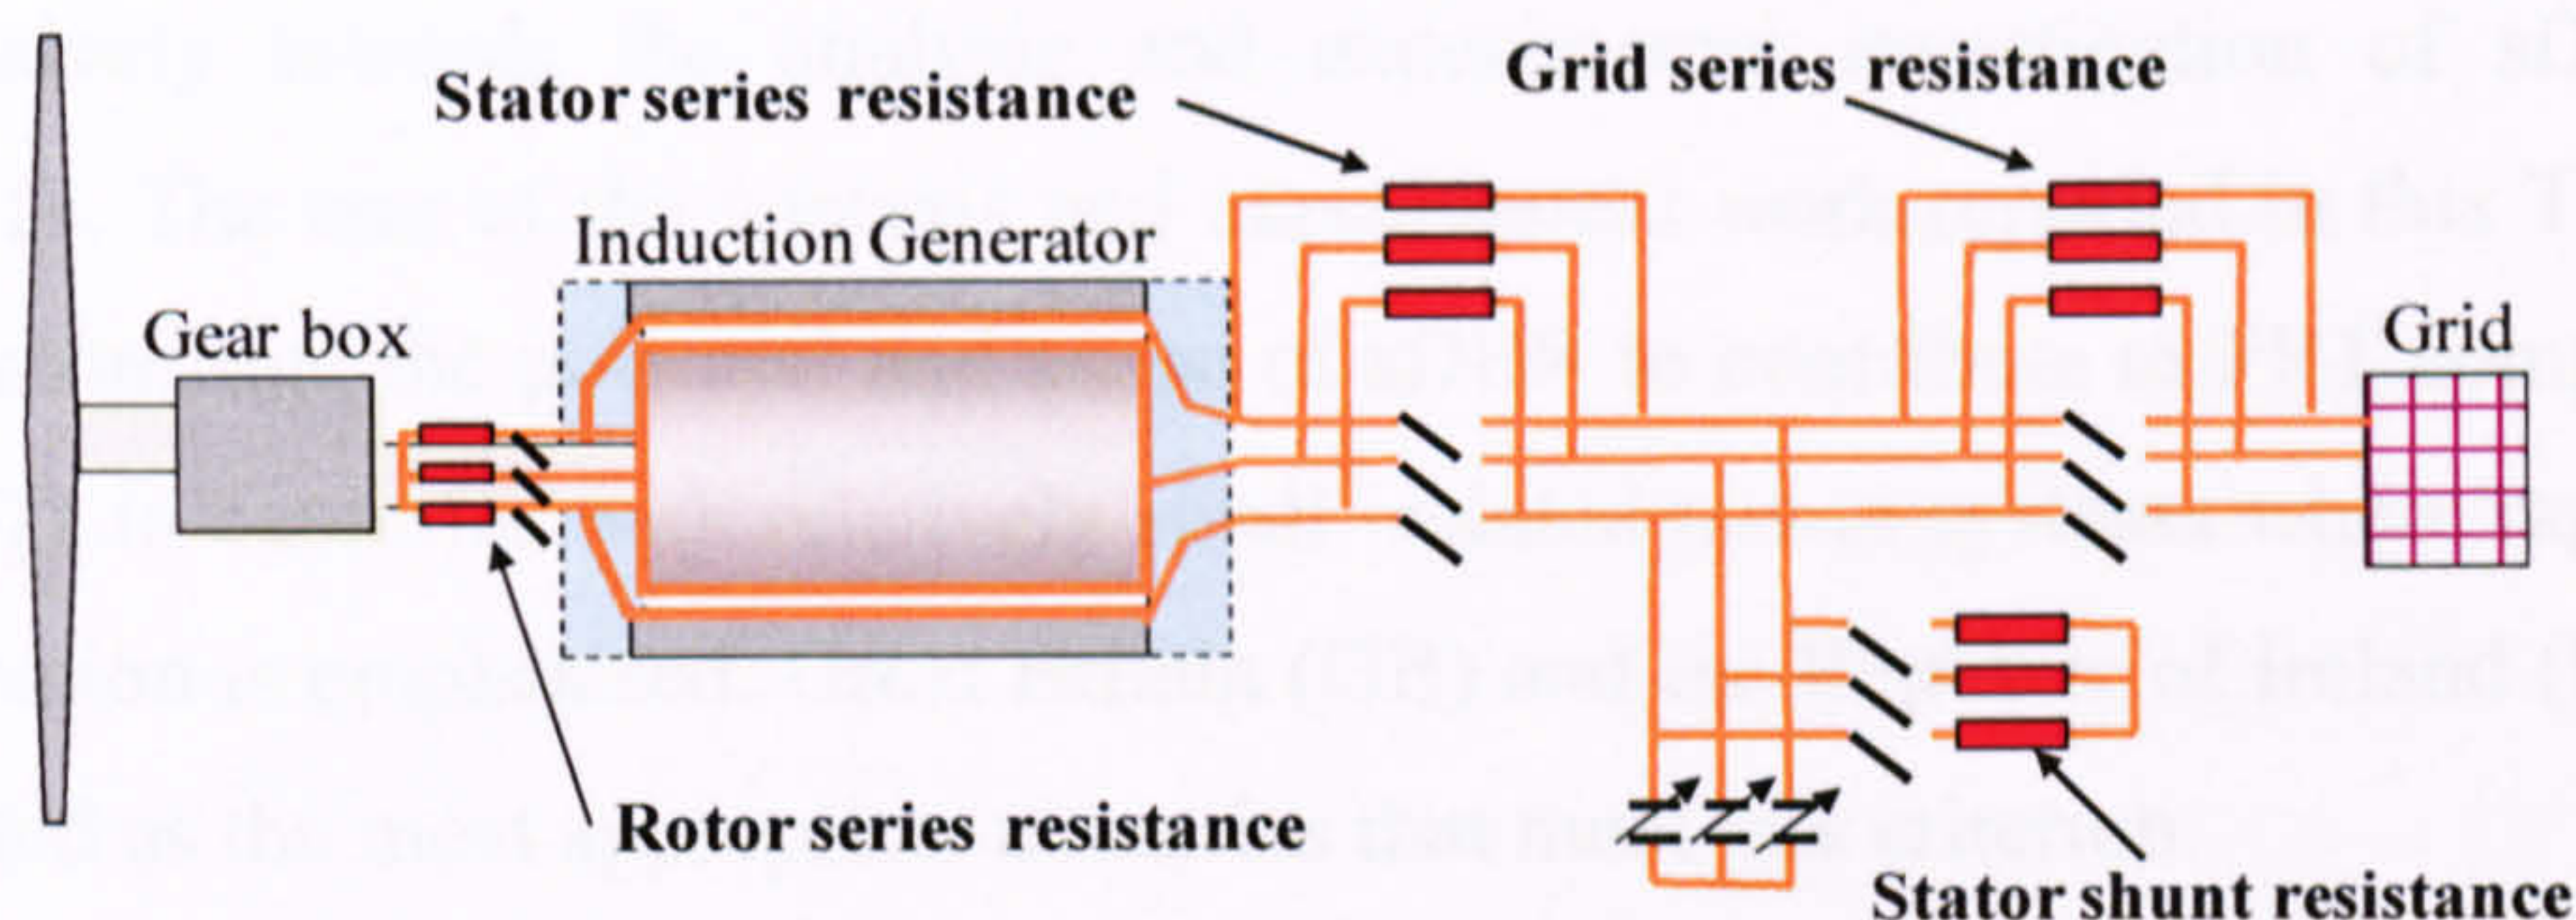 Stator series resistance
Grid series resistance
Induction Generator
Gear box
Grid
Rotor series resistance
Stator shunt resistance